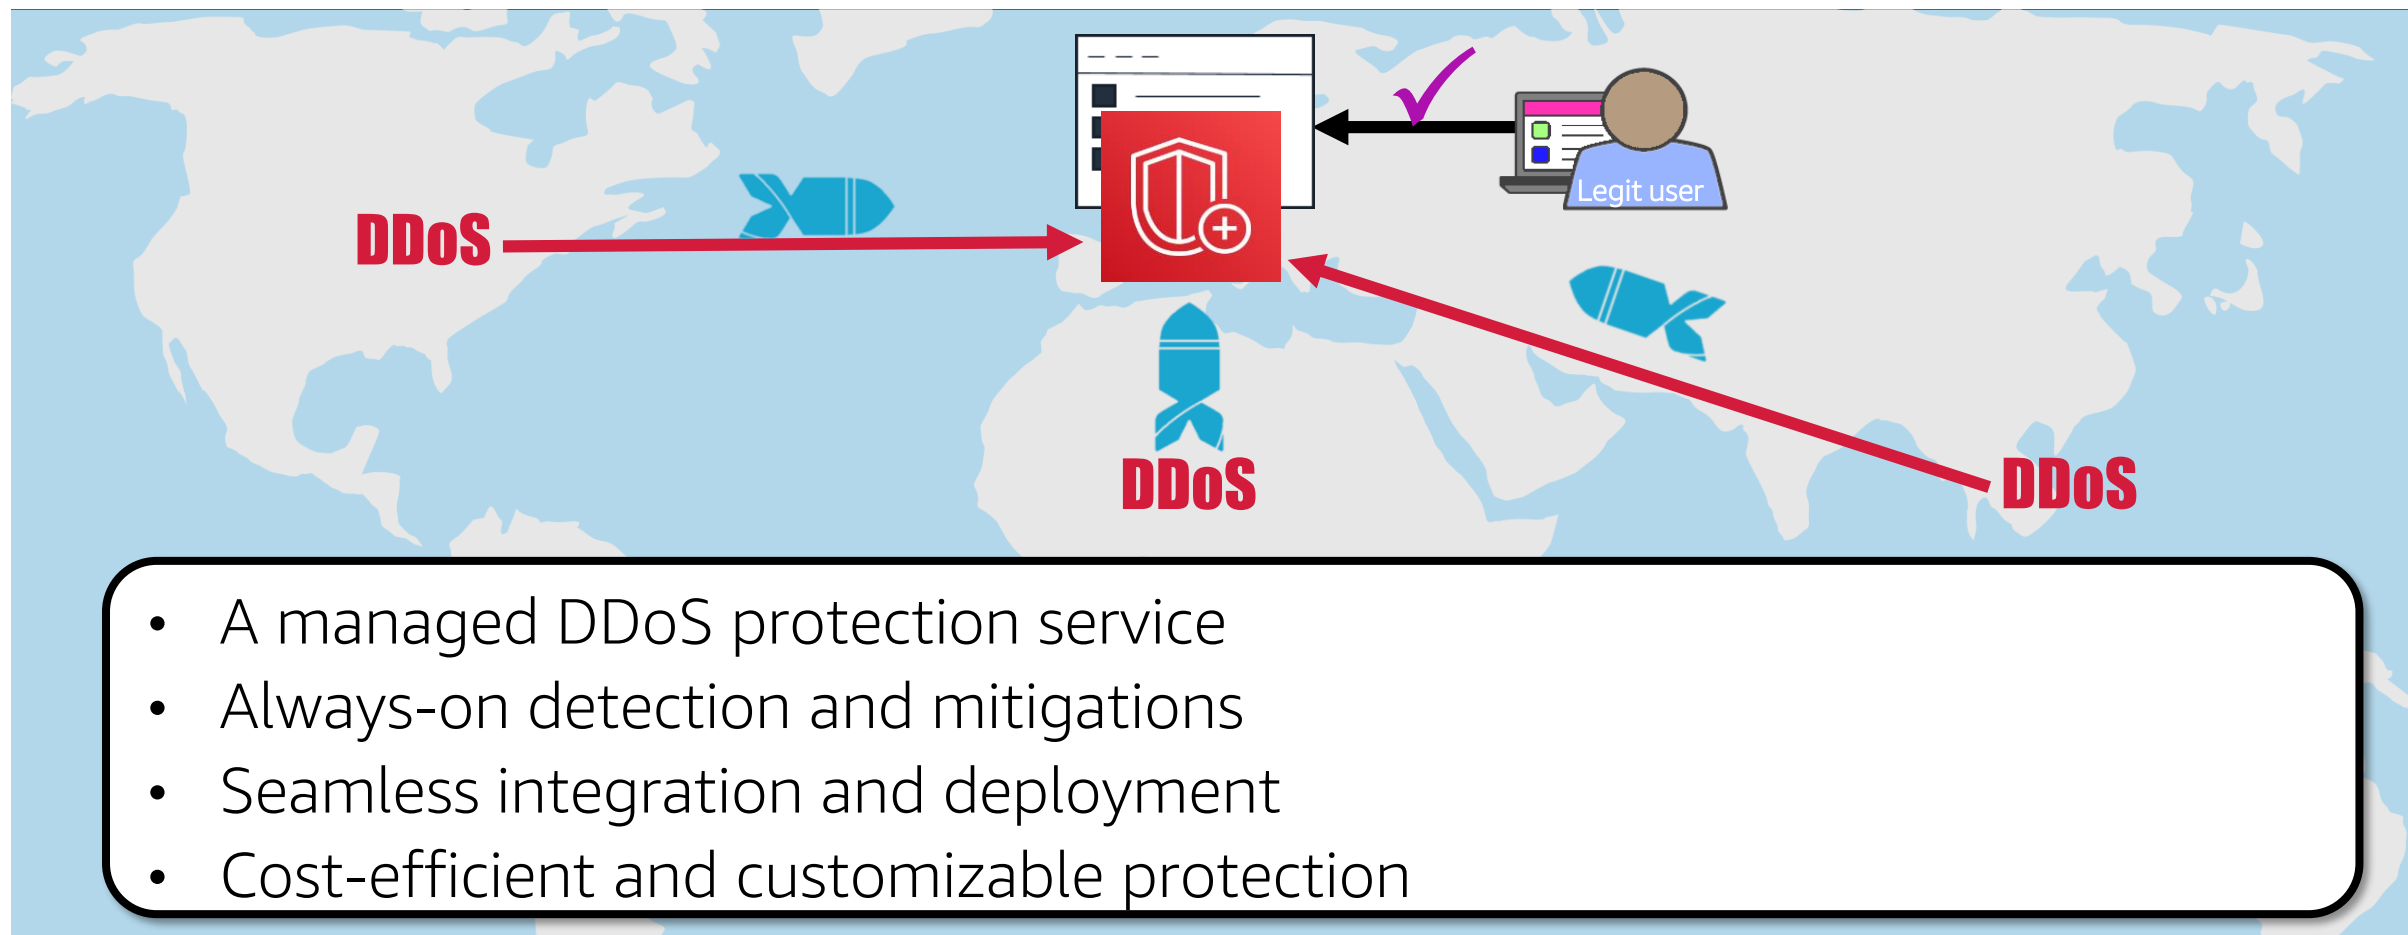 Legit user
DDoS
DDoS
DDoS
• A managed DDoS protection service
• Always-on detection and mitigations
• Seamless integration and deployment
• Cost-efficient and customizable protection